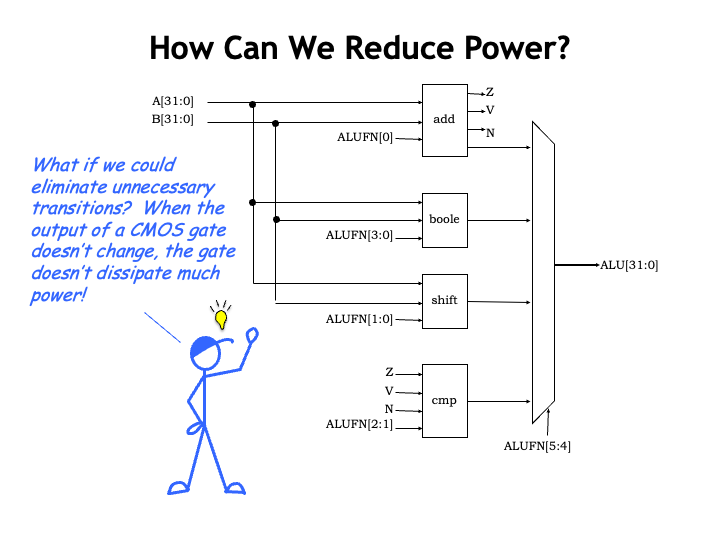 How Can We Reduce Power?
A[31:0]
B[31:0]
ALUFN[0]
add
Z
V
N
What if we could
eliminate unnecessary
transitions? When the
output of a CMOS gate
doesn't change, the gate
doesn't dissipate much
power!
boole
ALUFN[3:0]
ALU[31:0]
shift
ALUFN[1:0]
Z
V
N
ALUFN[2:1]
cmp
ALUFN[5:4]